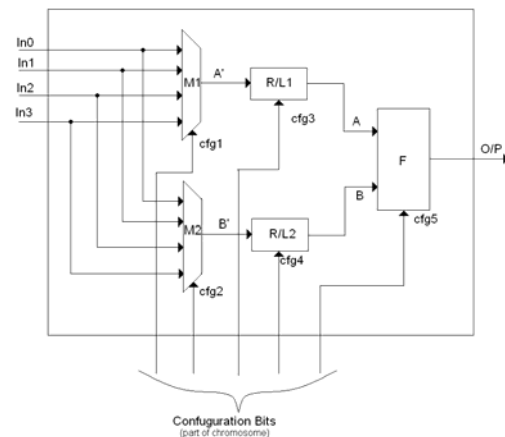 In0
In1
In2
In3
M1
A'
R/L1
cfg1
cfg3
A
F
O/P
B
cfg5
M2
B'
R/L2
cfg2
cfg4
Confuguration Bits
(part of chromosome)